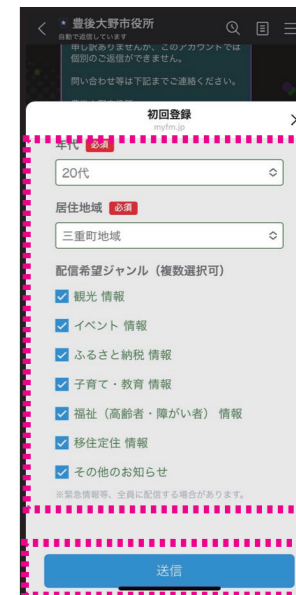 豊後大野市役所
自動で返信しています
申し訳ありませんが、このアカウントでは
個別のご返信ができません。
問い合わせ等は下記までご連絡ください。
初回登録
myfm.jp
年代 必須
20代
居住地域 必須
三重町地域
配信希望ジャンル（複数選択可）
観光 情報
イベント 情報
ふるさと納税 情報
子育て・教育 情報
福祉（高齢者・障がい者） 情報
移住定住 情報
その他のお知らせ
※緊急情報等、全員に配信する場合があります。
送信